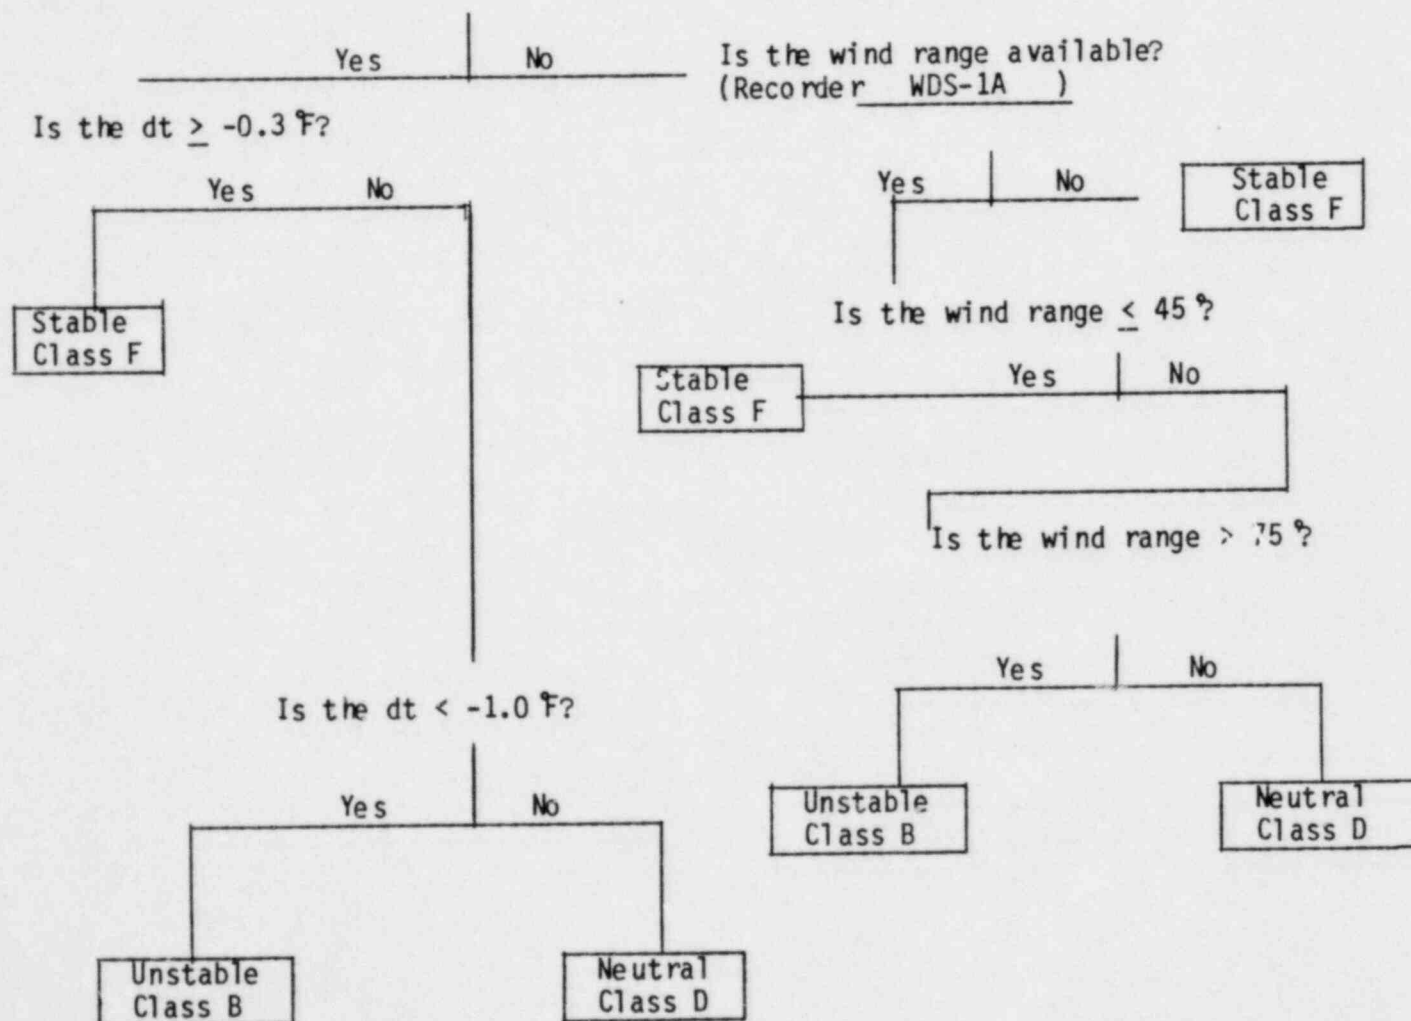 Yes No
Is the wind range available?
(Recorder WDS-1A )
Is the dt ≥ -0.3 °F?
Yes No
Yes No
Stable
Class F
Stable
Class F
Is the wind range ≤ 45 °?
Stable
Class F
Yes No
Is the wind range > 75 °?
Is the dt < -1.0 °F?
Yes No
Yes No
Unstable
Class B
Neutral
Class D
Unstable
Class B
Neutral
Class D